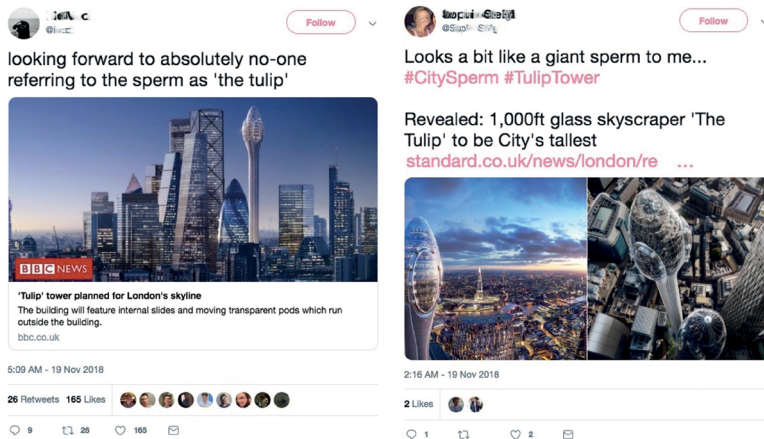 Follow
looking forward to absolutely no-one
referring to the sperm as 'the tulip'
BBC NEWS
'Tulip' tower planned for London's skyline
The building will feature internal slides and moving transparent pods which run
outside the building.
bbc.co.uk
5:09 AM - 19 Nov 2018
26 Retweets 165 Likes
9 26 165
Follow
Looks a bit like a giant sperm to me...
#CitySperm #TulipTower
Revealed: 1,000ft glass skyscraper 'The
Tulip' to be City's tallest
standard.co.uk/news/london/re ...
2:16 AM - 19 Nov 2018
2 Likes
1 2